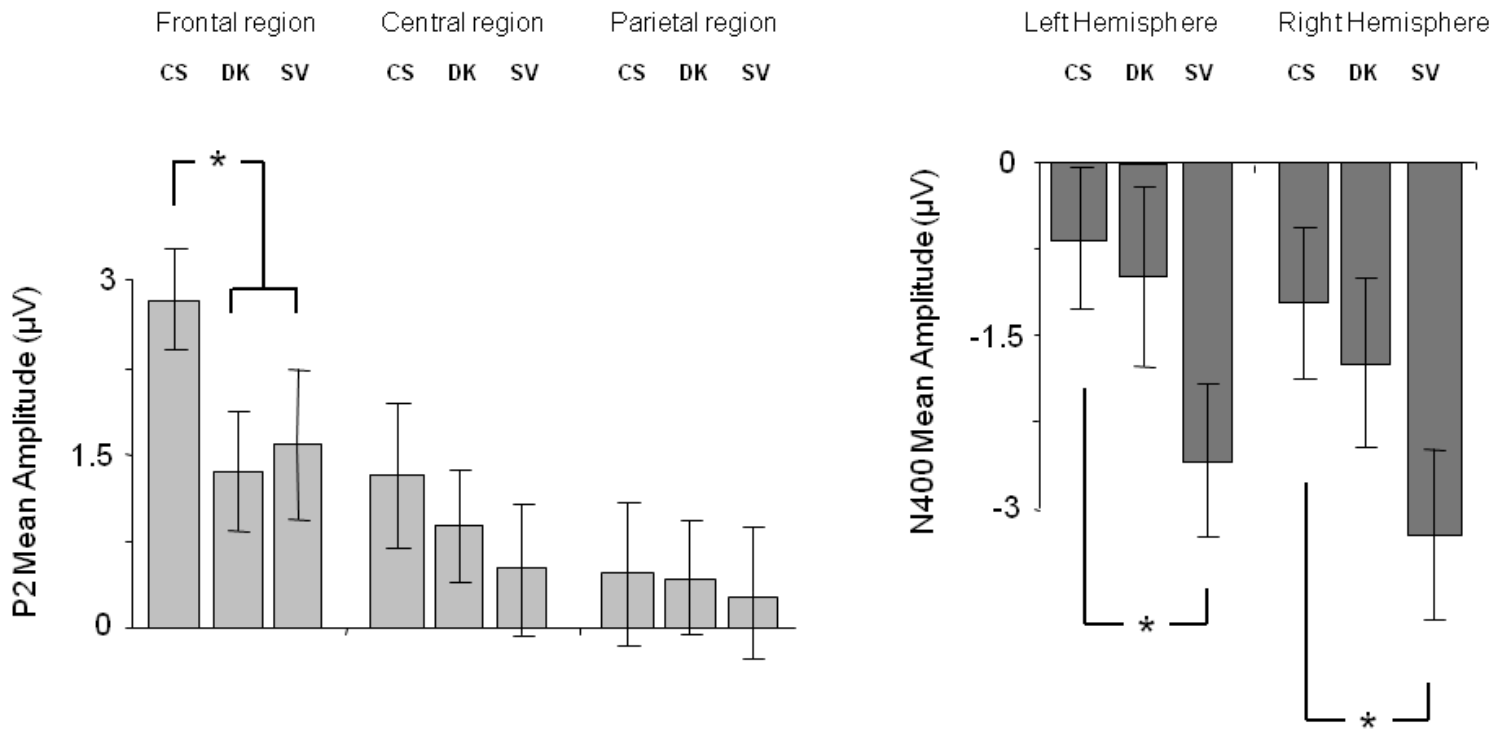 Frontal region Central region Parietal region
CS DK SV CS DK SV CS DK SV
*
3
1.5
0
P2 Mean Amplitude (µV)
Left Hemisphere Right Hemisphere
CS DK SV CS DK SV
0
-1.5
-3
N400 Mean Amplitude (µV)
*
*